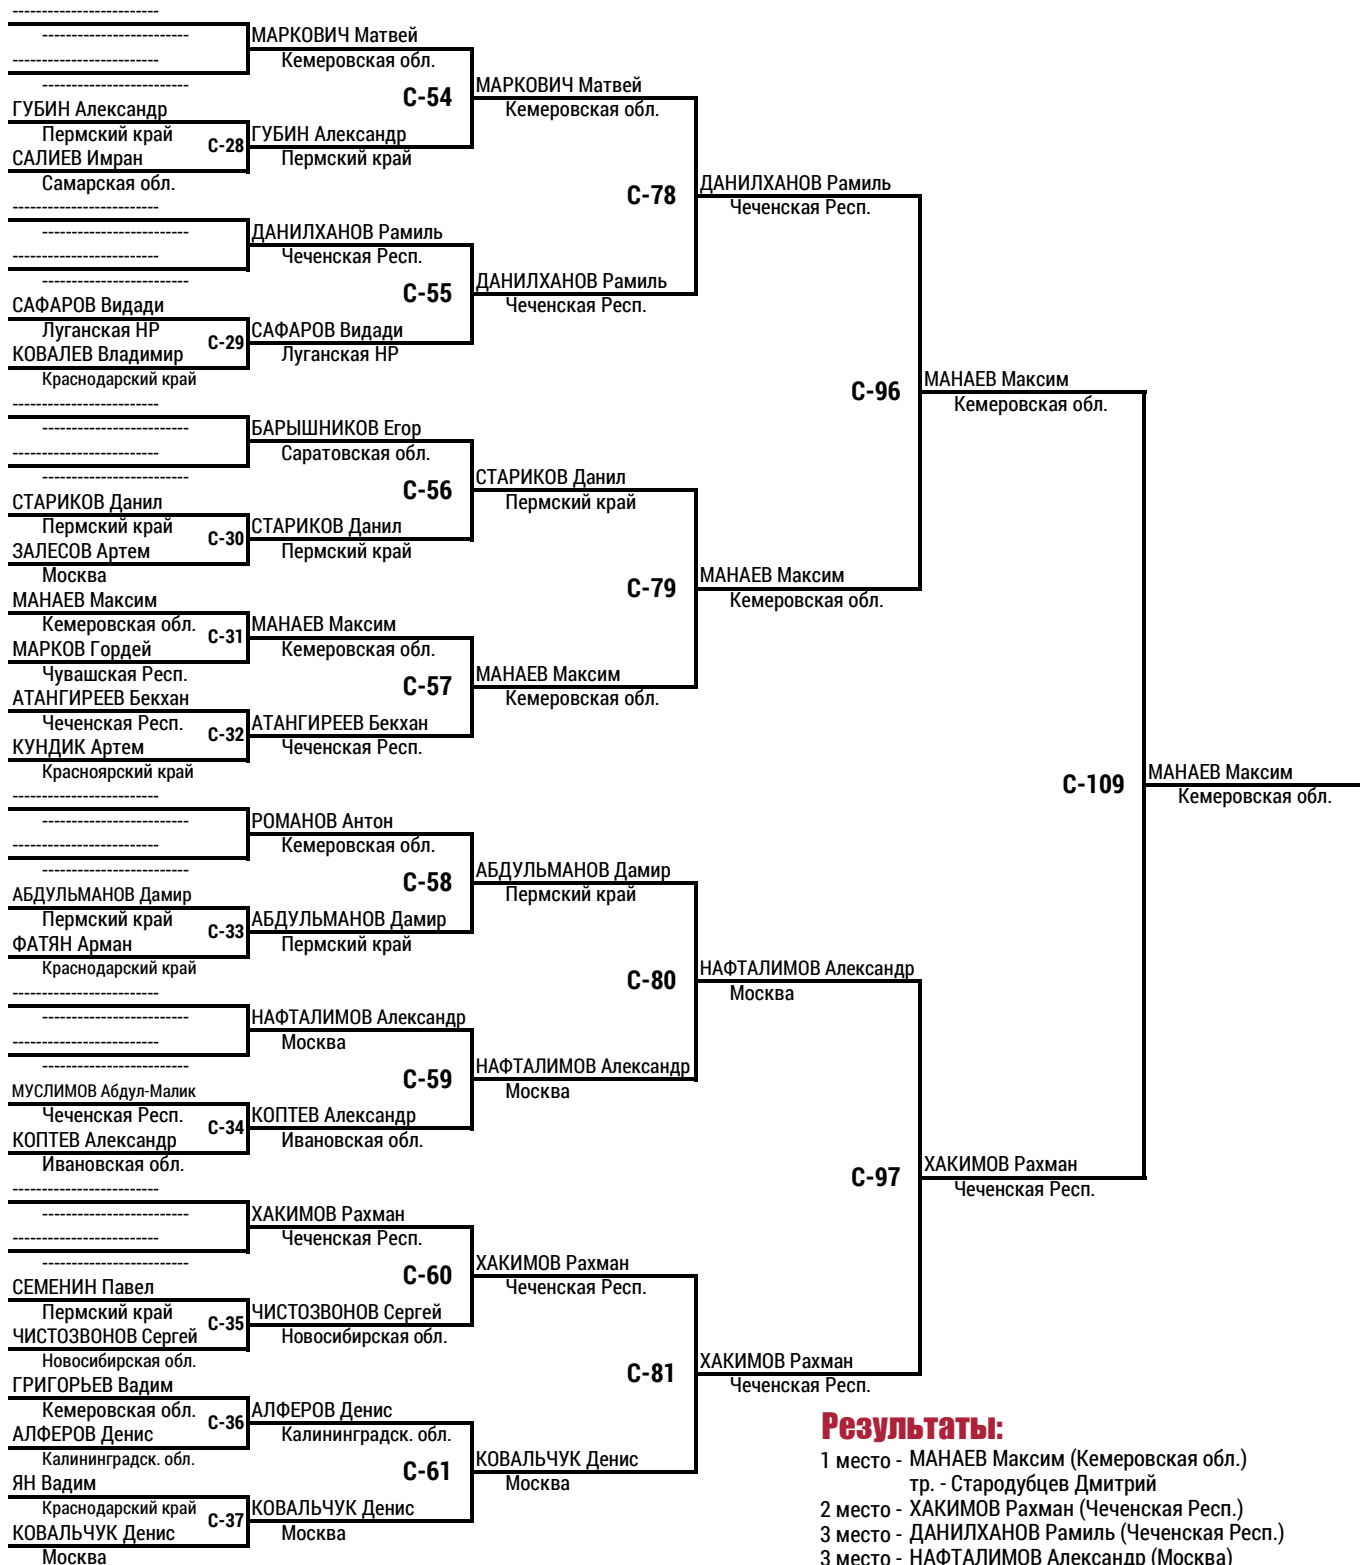 -------------------------
-------------------------
-------------------------
-------------------------
ГУБИН Александр
Пермский край
С-28
САЛИЕВ Имран
Самарская обл.
-------------------------
-------------------------
-------------------------
-------------------------
САФАРОВ Видади
Луганская НР
С-29
КОВАЛЕВ Владимир
Краснодарский край
-------------------------
-------------------------
-------------------------
-------------------------
СТАРИКОВ Данил
Пермский край
С-30
ЗАЛЕСОВ Артем
Москва
МАНАЕВ Максим
Кемеровская обл.
С-31
МАРКОВ Гордей
Чувашская Респ.
АТАНГИРЕЕВ Бекхан
Чеченская Респ.
С-32
КУНДИК Артем
Красноярский край
-------------------------
-------------------------
-------------------------
-------------------------
АБДУЛЬМАНОВ Дамир
Пермский край
С-33
ФАТЯН Арман
Краснодарский край
-------------------------
-------------------------
-------------------------
-------------------------
МУСЛИМОВ Абдул-Малик
Чеченская Респ.
С-34
КОПТЕВ Александр
Ивановская обл.
-------------------------
-------------------------
-------------------------
-------------------------
СЕМЕНИН Павел
Пермский край
С-35
ЧИСТОЗВОНОВ Сергей
Новосибирская обл.
ГРИГОРЬЕВ Вадим
Кемеровская обл.
С-36
АЛФЕРОВ Денис
Калининградск. обл.
ЯН Вадим
Краснодарский край
С-37
КОВАЛЬЧУК Денис
Москва
МАРКОВИЧ Матвей
Кемеровская обл.
С-54
ГУБИН Александр
Пермский край
ДАНИЛХАНОВ Рамиль
Чеченская Респ.
С-55
САФАРОВ Видади
Луганская НР
БАРЫШНИКОВ Егор
Саратовская обл.
С-56
СТАРИКОВ Данил
Пермский край
МАНАЕВ Максим
Кемеровская обл.
С-57
АТАНГИРЕЕВ Бекхан
Чеченская Респ.
РОМАНОВ Антон
Кемеровская обл.
С-58
АБДУЛЬМАНОВ Дамир
Пермский край
НАФТАЛИМОВ Александр
Москва
С-59
КОПТЕВ Александр
Ивановская обл.
ХАКИМОВ Рахман
Чеченская Респ.
С-60
ЧИСТОЗВОНОВ Сергей
Новосибирская обл.
АЛФЕРОВ Денис
Калининградск. обл.
С-61
КОВАЛЬЧУК Денис
Москва
МАРКОВИЧ Матвей
Кемеровская обл.
С-78
ДАНИЛХАНОВ Рамиль
Чеченская Респ.
СТАРИКОВ Данил
Пермский край
С-79
МАНАЕВ Максим
Кемеровская обл.
АБДУЛЬМАНОВ Дамир
Пермский край
С-80
НАФТАЛИМОВ Александр
Москва
ХАКИМОВ Рахман
Чеченская Респ.
С-81
КОВАЛЬЧУК Денис
Москва
ДАНИЛХАНОВ Рамиль
Чеченская Респ.
С-96
МАНАЕВ Максим
Кемеровская обл.
НАФТАЛИМОВ Александр
Москва
С-97
ХАКИМОВ Рахман
Чеченская Респ.
МАНАЕВ Максим
Кемеровская обл.
С-109
ХАКИМОВ Рахман
Чеченская Респ.
МАНАЕВ Максим
Кемеровская обл.
Результаты:
1 место - МАНАЕВ Максим (Кемеровская обл.)
тр. - Стародубцев Дмитрий
2 место - ХАКИМОВ Рахман (Чеченская Респ.)
3 место - ДАНИЛХАНОВ Рамиль (Чеченская Респ.)
3 место - НАФТАЛИМОВ Александр (Москва)